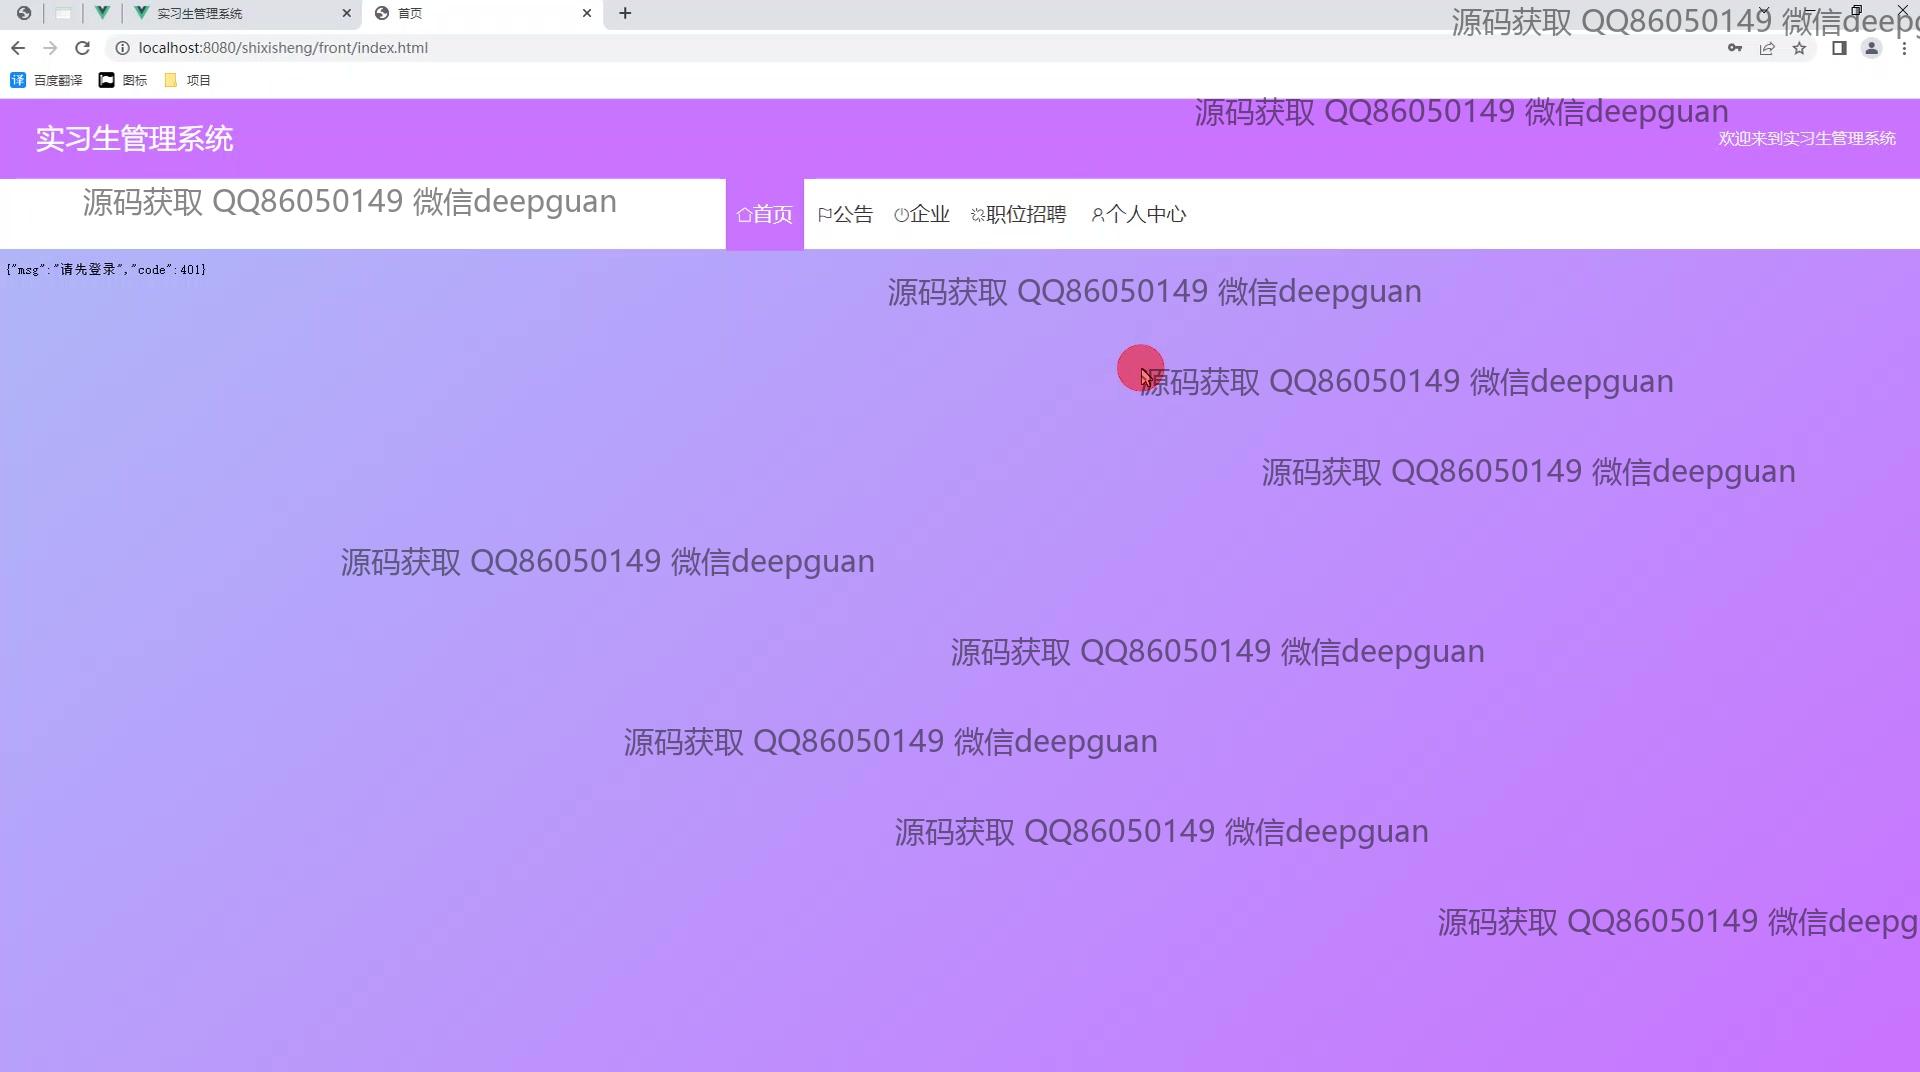 实习生管理系统
首页
源码获取 QQ86050149 微信deepg
localhost:8080/shixisheng/front/index.html
百度翻译
图标
项目
源码获取 QQ86050149 微信deepguan
实习生管理系统
欢迎来到实习生管理系统
源码获取 QQ86050149 微信deepguan
首页 公告 企业 职位招聘 个人中心
{"msg":"请先登录","code":401}
源码获取 QQ86050149 微信deepguan
源码获取 QQ86050149 微信deepguan
源码获取 QQ86050149 微信deepguan
源码获取 QQ86050149 微信deepguan
源码获取 QQ86050149 微信deepguan
源码获取 QQ86050149 微信deepguan
源码获取 QQ86050149 微信deepguan
源码获取 QQ86050149 微信deepg